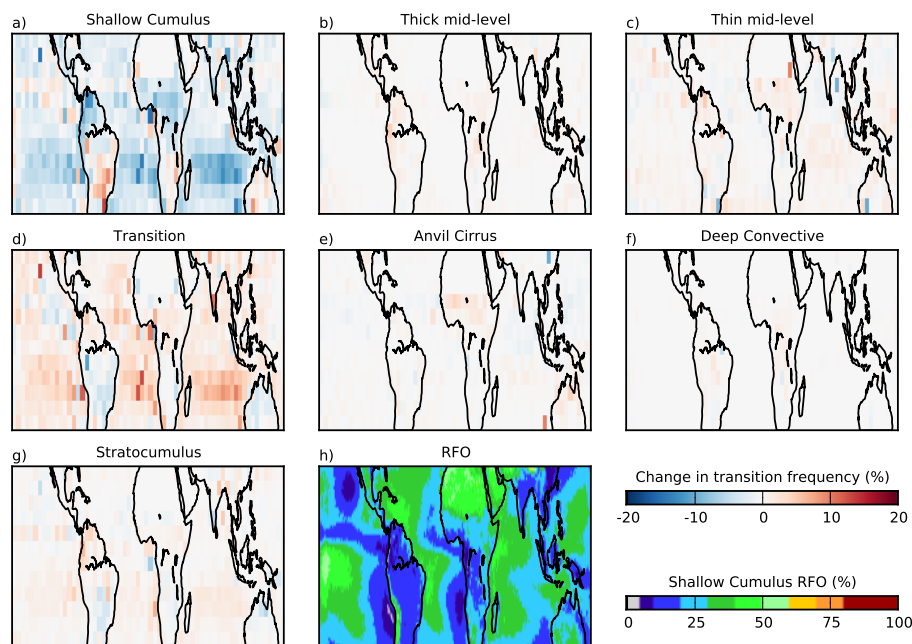 a) Shallow Cumulus
b) Thick mid-level
c) Thin mid-level
d) Transition
e) Anvil Cirrus
f) Deep Convective
g) Stratocumulus
h) RFO
Change in transition frequency (%)
-20 -10 0 10 20
Shallow Cumulus RFO (%)
0 25 50 75 100